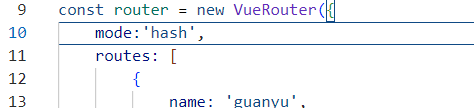 9 const router = new VueRouter({
10 mode:'hash',
11 routes: [
12 {
13 name: 'guanyu',